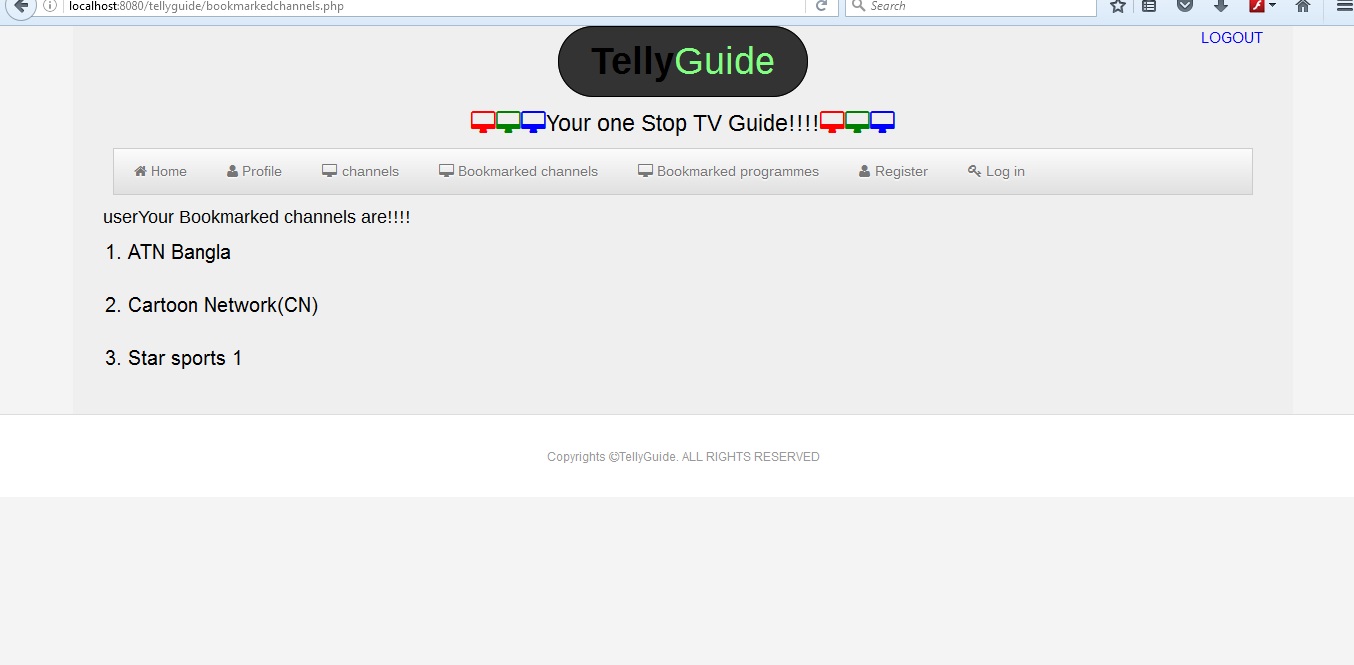 localhost:8080/tellyguide/bookmarkedchannels.php
Search
LOGOUT
TellyGuide
Your one Stop TV Guide!!!!
Home Profile channels Bookmarked channels Bookmarked programmes Register Log in
userYour Bookmarked channels are!!!!
1. ATN Bangla
2. Cartoon Network(CN)
3. Star sports 1
Copyrights ©TellyGuide. ALL RIGHTS RESERVED